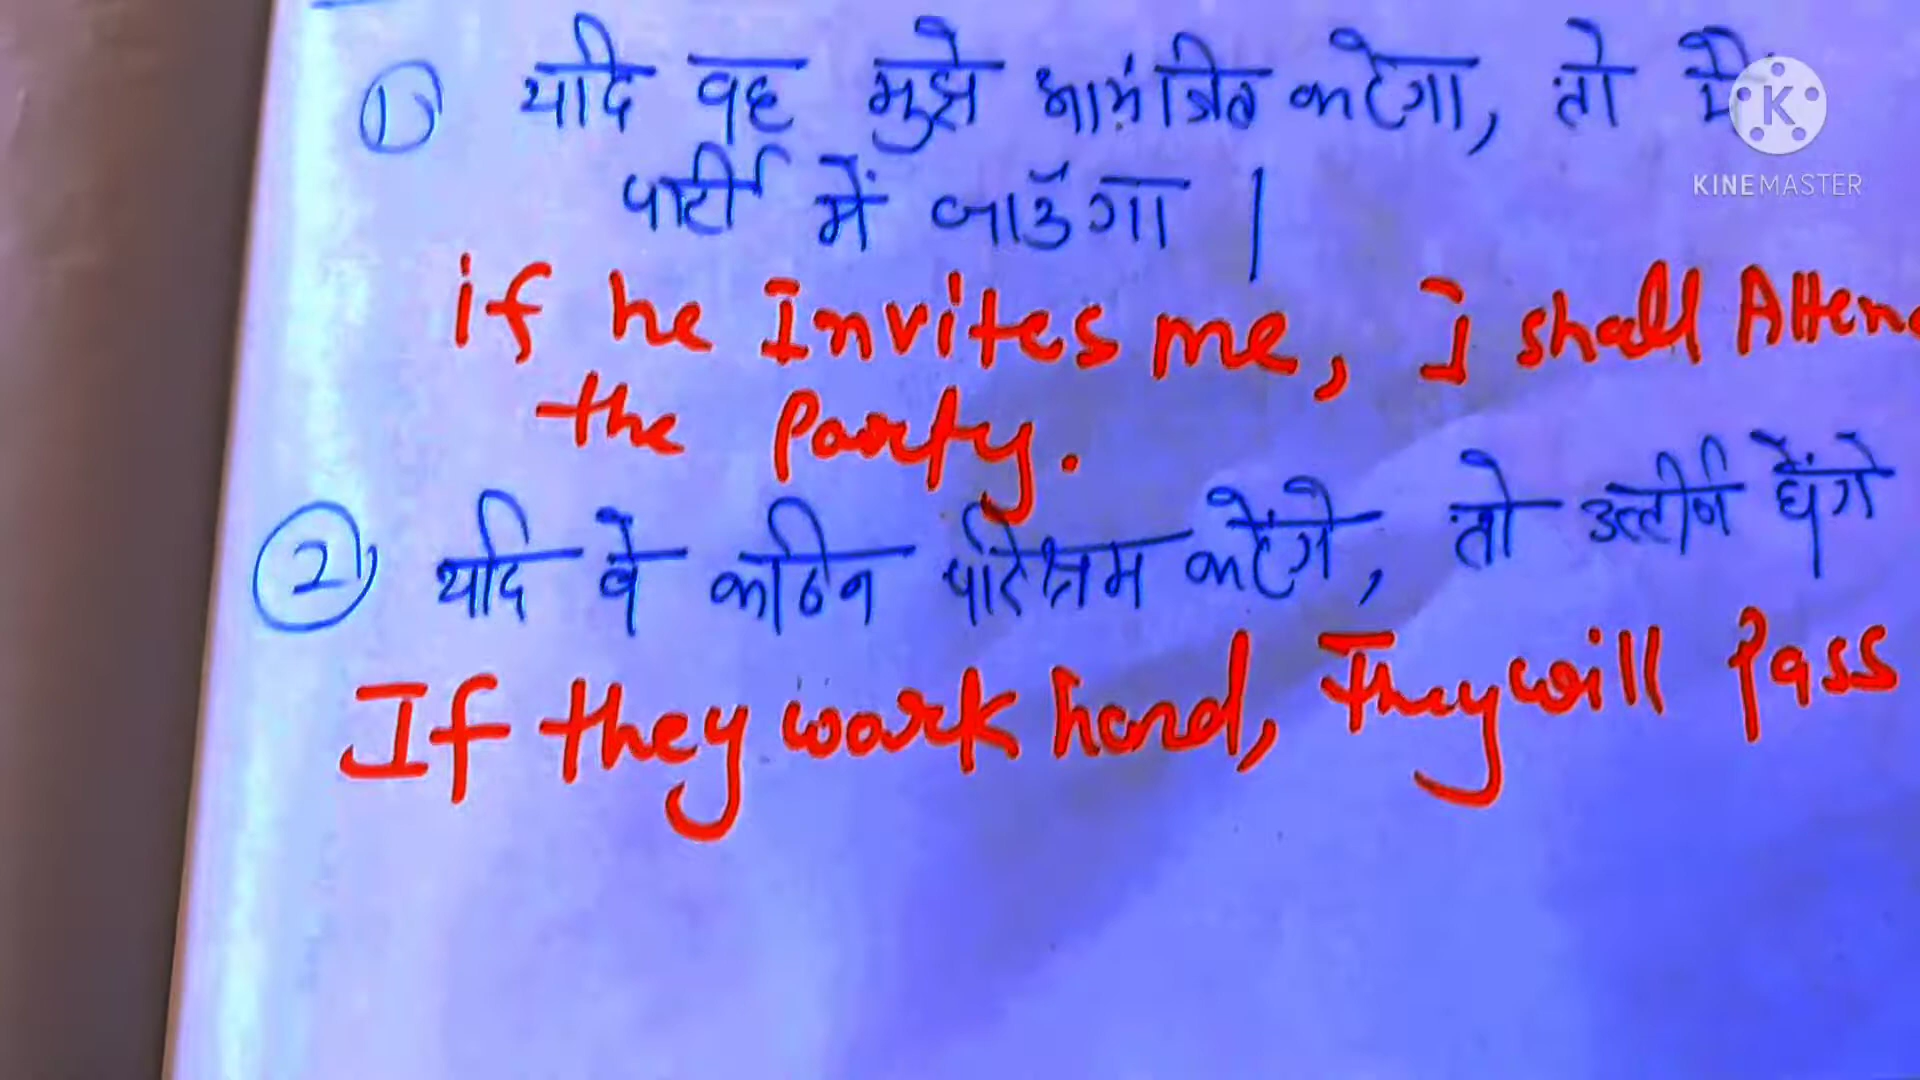 ① यदि वह मुझे आमंत्रित करेगा, तो मैं
पार्टी में जाऊँगा |
KINEMASTER
if he Invites me, I shall Atten
the Party.
② यदि वे कठिन परिश्रम करेंगे, तो उत्तीर्ण होंगे
If they work hard, They will Pass